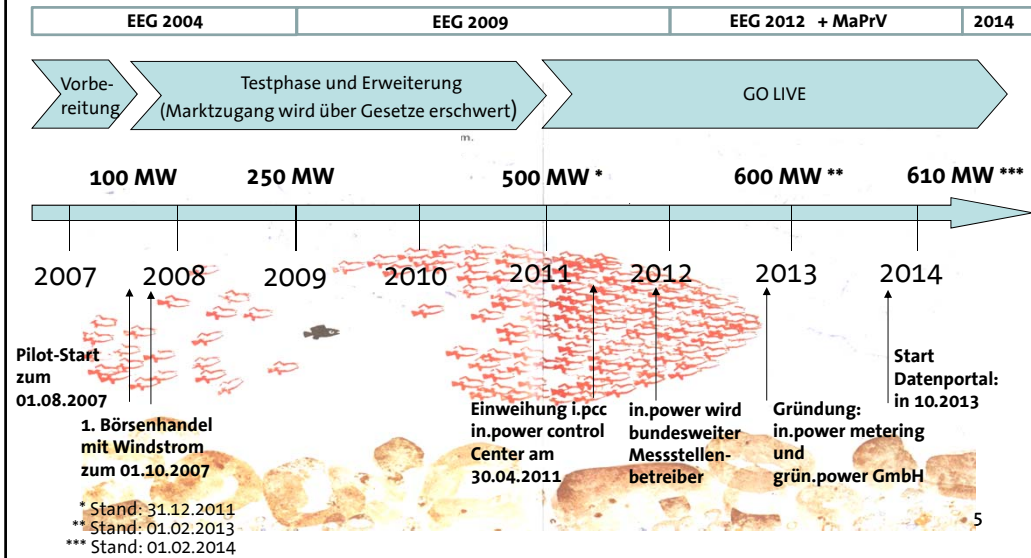 EEG 2004
EEG 2009
EEG 2012 + MaPrV
2014
Vorbe-
reitung
Testphase und Erweiterung
(Marktzugang wird über Gesetze erschwert)
GO LIVE
m.
100 MW
250 MW
500 MW *
600 MW **
610 MW ***
2007
2008
2009
2010
2011
2012
2013
2014
Pilot-Start
zum
01.08.2007
1. Börsenhandel
mit Windstrom
zum 01.10.2007
Einweihung i.pcc
in.power control
Center am
30.04.2011
in.power wird
bundesweiter
Messstellen-
betreiber
Gründung:
in.power metering
und
grün.power GmbH
Start
Datenportal:
in 10.2013
* Stand: 31.12.2011
** Stand: 01.02.2013
*** Stand: 01.02.2014
5